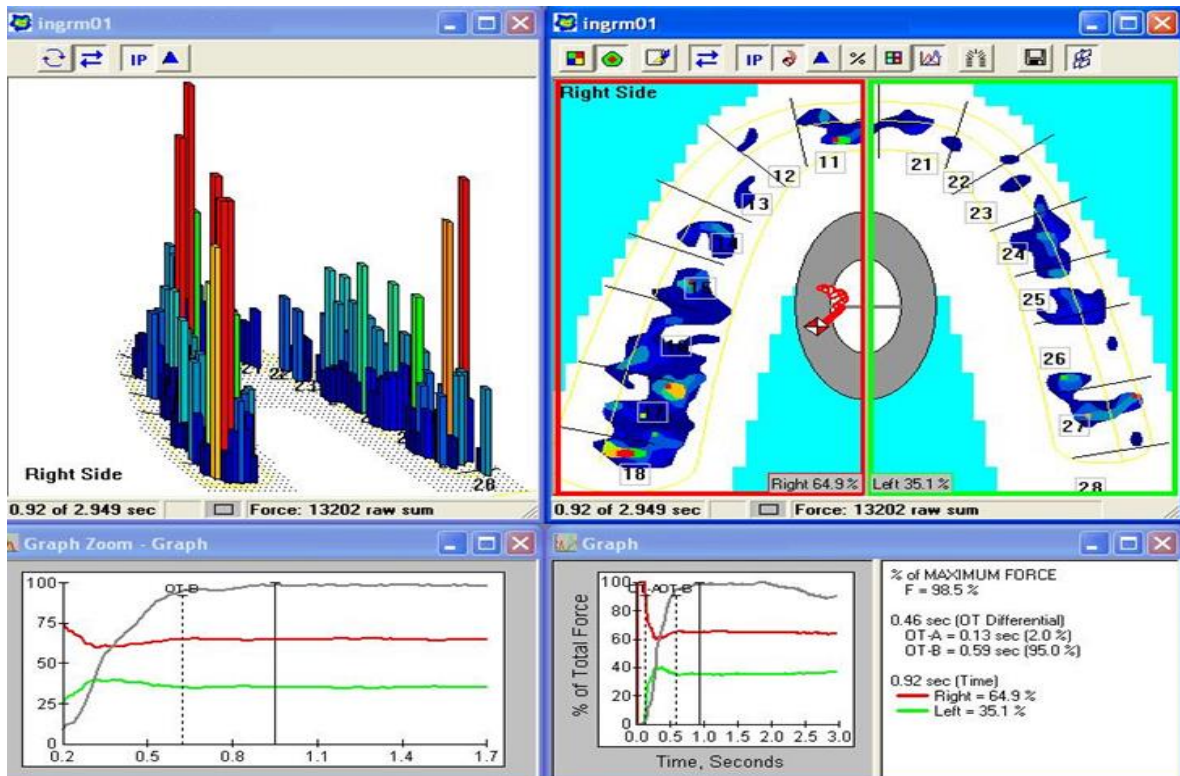 ingrm01
IP
Right Side
28
0.92 of 2.949 sec
Force: 13202 raw sum
ingrm01
IP
%
Right Side
11
21
12
22
13
23
24
15
25
26
27
18
28
Right 64.9 %
Left 35.1 %
0.92 of 2.949 sec
Force: 13202 raw sum
Graph Zoom - Graph
100
75
50
25
0
OT-B
0.2
0.5
0.8
1.1
1.4
1.7
Graph
% of Total Force
100
80
60
40
20
0
OT-A
OT-B
0.0
0.5
1.0
1.5
2.0
2.5
3.0
Time, Seconds
% of MAXIMUM FORCE
F = 98.5 %
0.46 sec (OT Differential)
OT-A = 0.13 sec (2.0 %)
OT-B = 0.59 sec (95.0 %)
0.92 sec (Time)
Right = 64.9 %
Left = 35.1 %